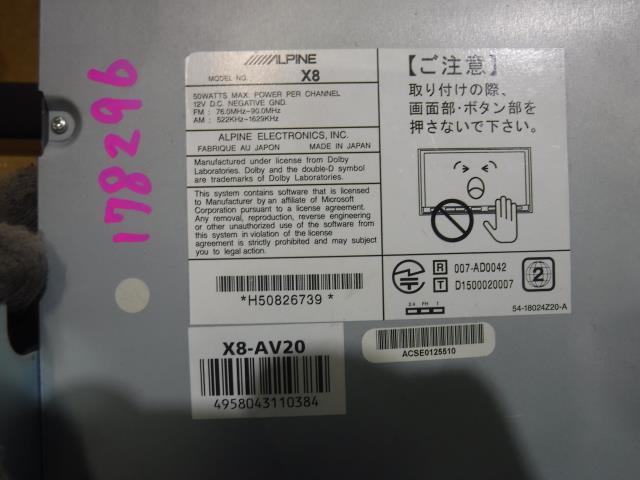 178296
ALPINE
MODEL NO. X8
50WATTS MAX. POWER PER CHANNEL
12V D.C. NEGATIVE GND.
FM : 76.0MHz~90.0MHz
AM : 522KHz~1629KHz
ALPINE ELECTRONICS, INC.
FABRIQUE AU JAPON MADE IN JAPAN
Manufactured under license from Dolby
Laboratories. Dolby and the double-D symbol
are trademarks of Dolby Laboratories.
This system contains software that is licensed
to Manufacturer by an affiliate of Microsoft
Corporation pursuant to a license agreement.
Any removal, reproduction, reverse engineering
or other unauthorized use of the software from
this system in violation of the license
agreement is strictly prohibited and may subject
you to legal action.
*H50826739*
【ご注意】
取り付けの際、
画面部・ボタン部を
押さないで下さい。
R 007-AD0042
T D1500020007
2
2.4 FH 1
54-18024Z20-A
X8-AV20
4958043110384
ACSE0125510